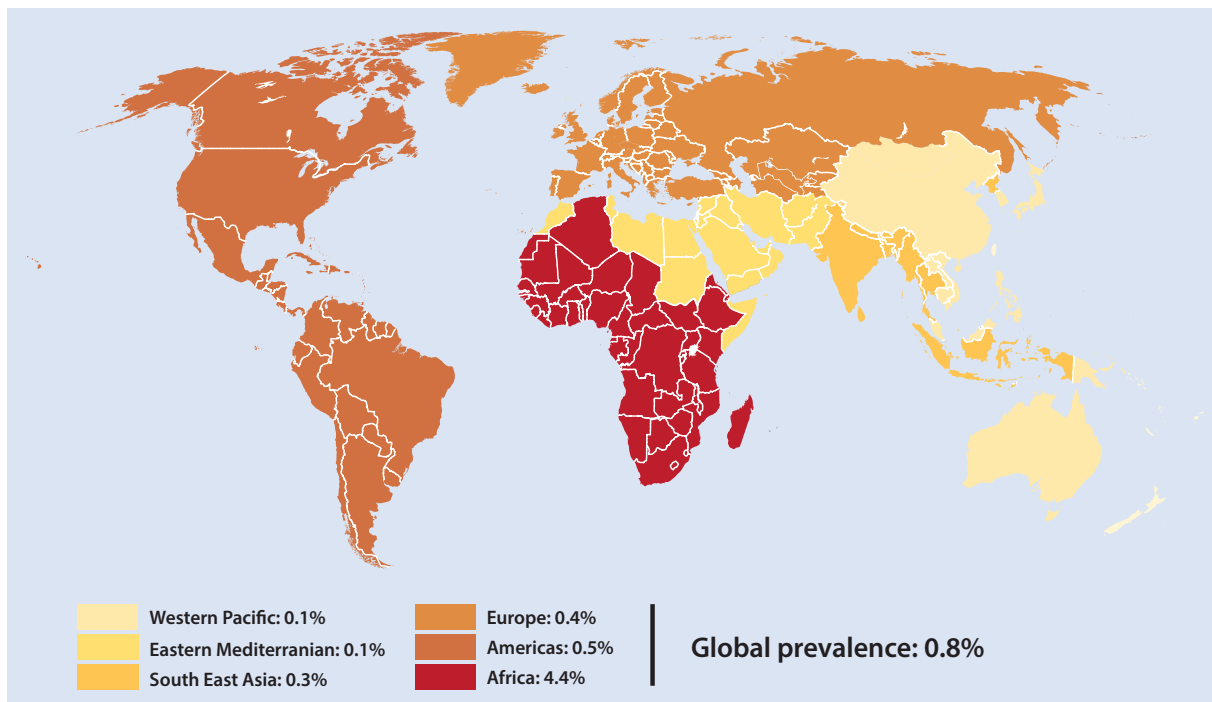 Western Pacific: 0.1%
Eastern Mediterranian: 0.1%
South East Asia: 0.3%
Europe: 0.4%
Americas: 0.5%
Africa: 4.4%
Global prevalence: 0.8%